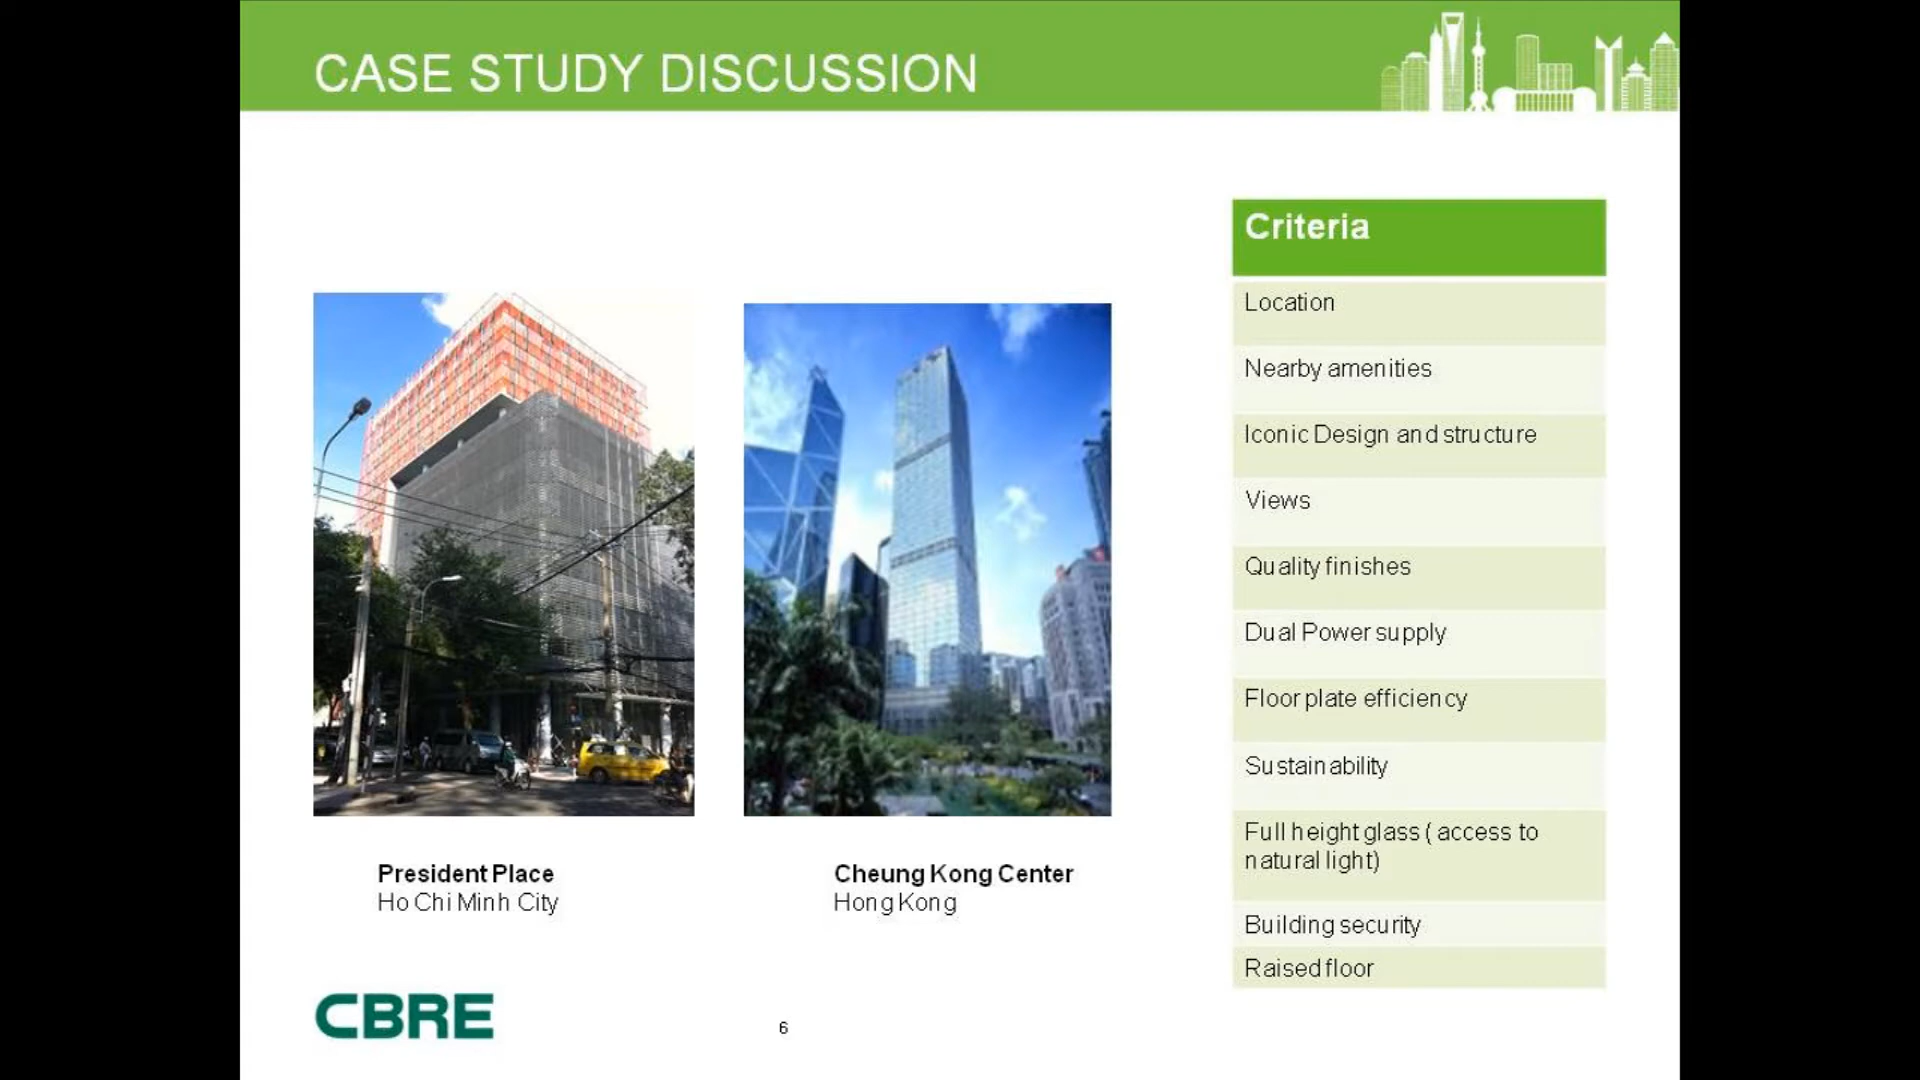 CASE STUDY DISCUSSION
Criteria
Location
Nearby amenities
Iconic Design and structure
Views
Quality finishes
Dual Power supply
Floor plate efficiency
Sustainability
Full height glass ( access to
natural light)
Building security
Raised floor
President Place
Ho Chi Minh City
Cheung Kong Center
Hong Kong
CBRE
6